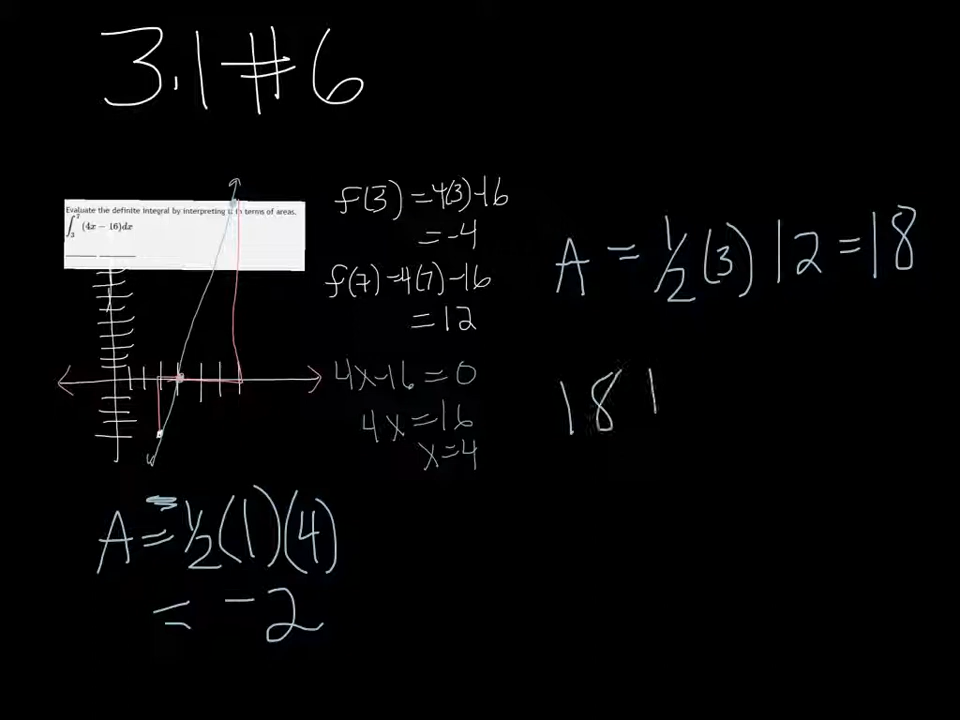 3.1 #6
Evaluate the definite integral by interpreting it in terms of areas.
∫₃⁷ (4x − 16)dx
f(3) = 4(3)-16
= -4
f(7) = 4(7) -16
= 12
4x-16 = 0
4x = 16
x = 4
A = ½(1)(4)
= -2
A = ½ (3) 12 = 18
18 1